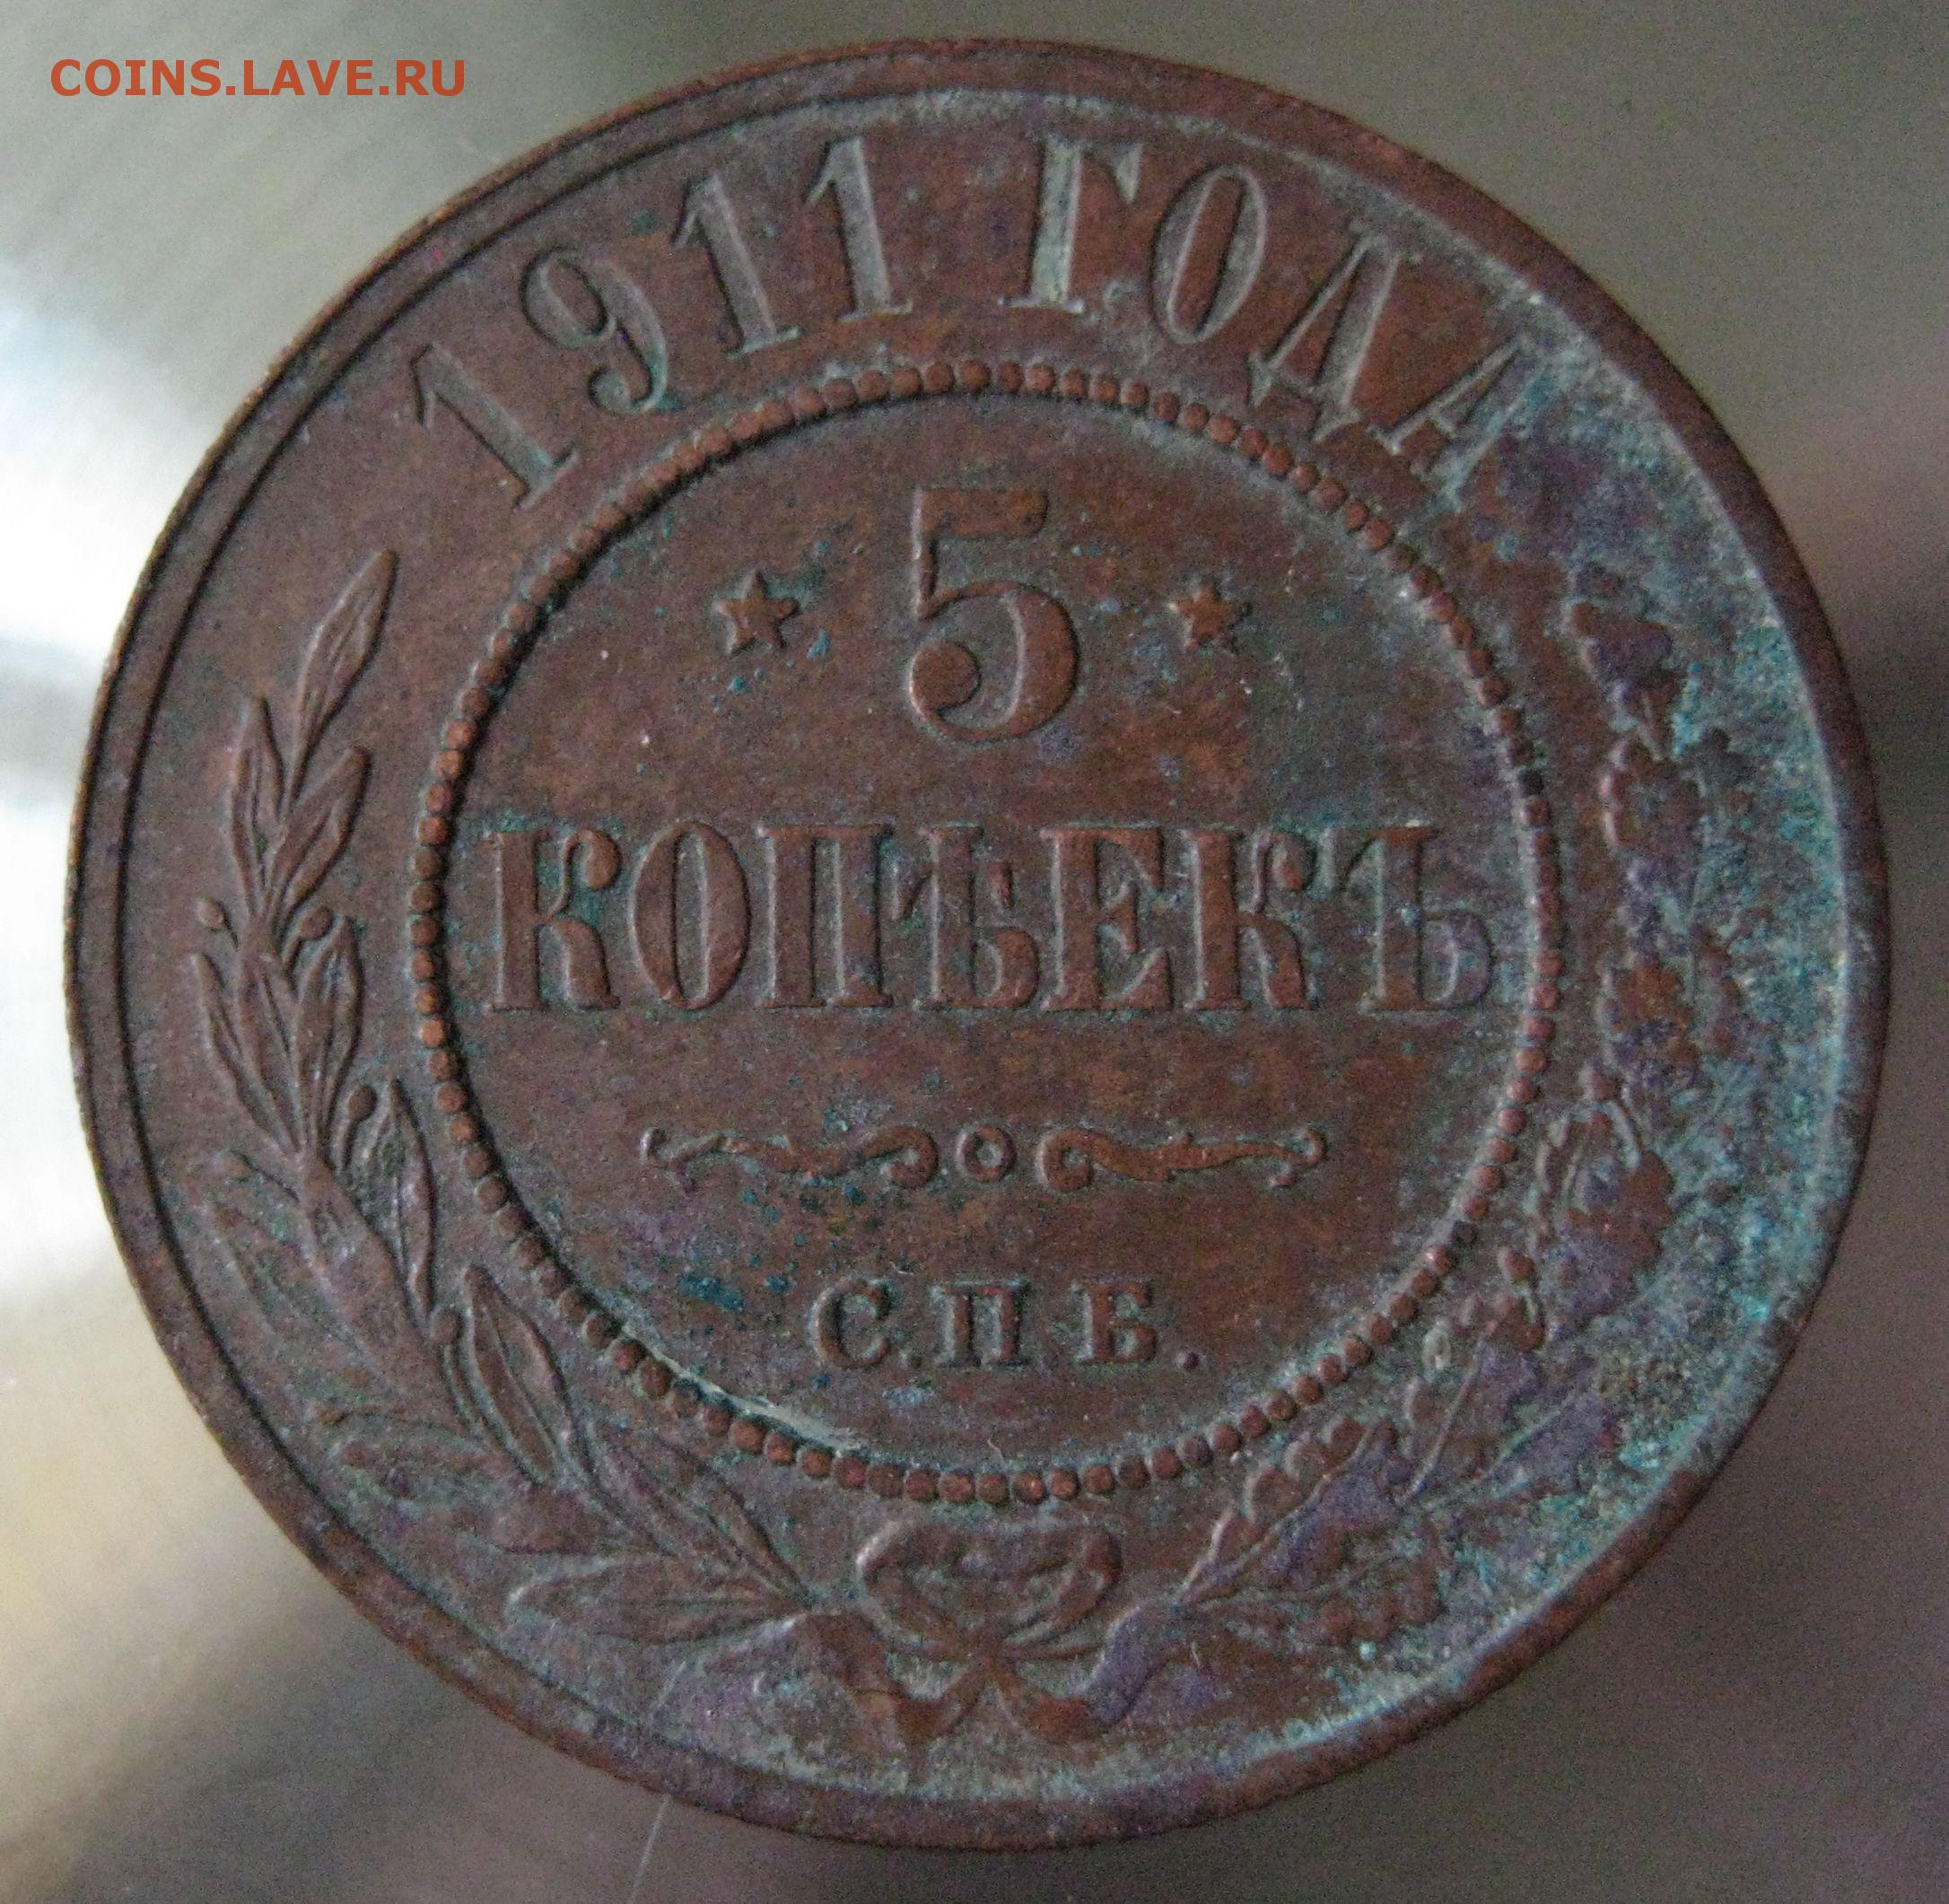 COINS.LAVE.RU
1911 ГОДА
5
КОПѢЕКЪ
С.П.Б.